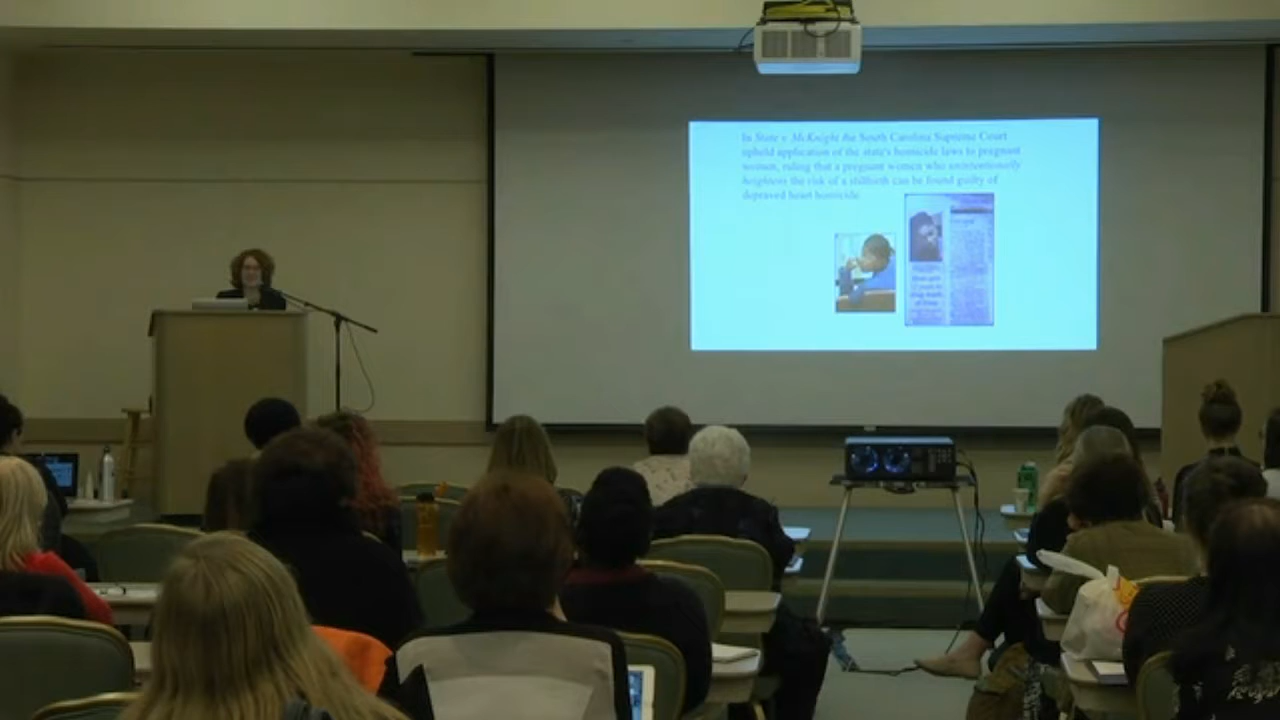 In State v. McKnight the South Carolina Supreme Court
upheld application of the state's homicide laws to pregnant
women, ruling that a pregnant women who unintentionally
heightens the risk of a stillbirth can be found guilty of
depraved heart homicide.